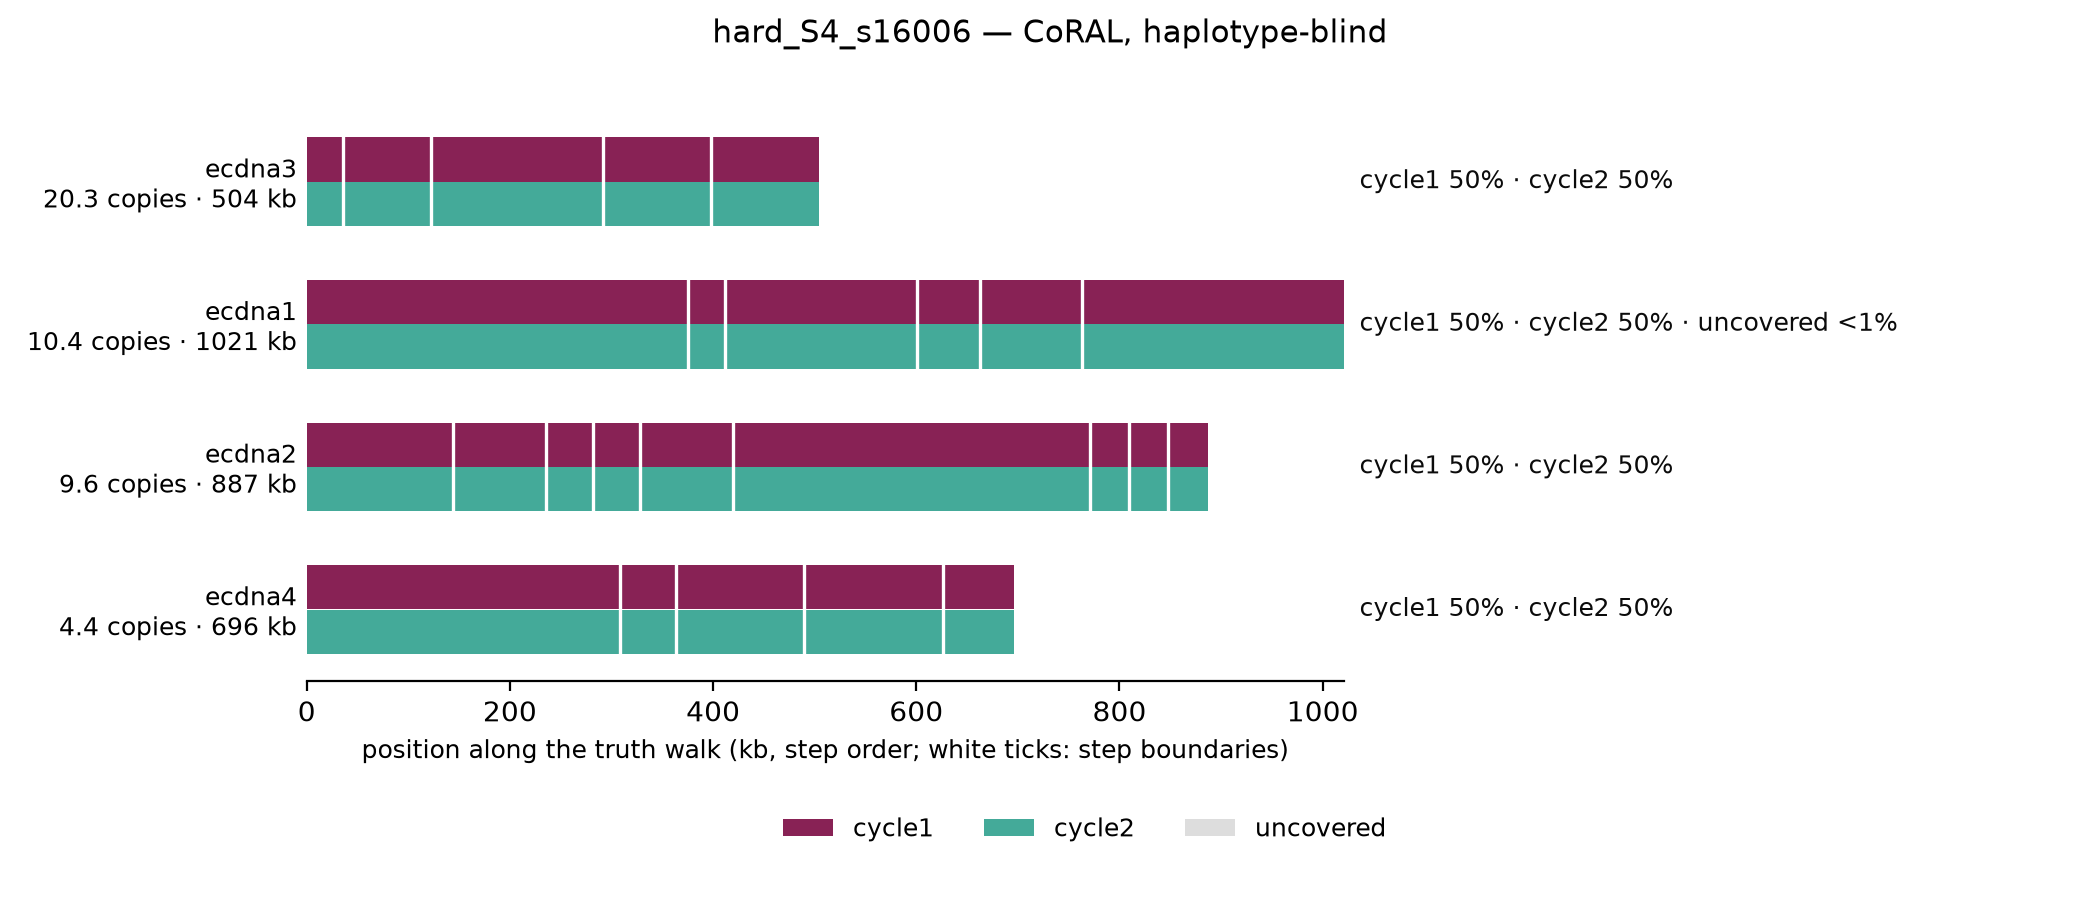 hard_S4_s16006 — CoRAL, haplotype-blind
ecdna3
20.3 copies · 504 kb
cycle1 50% · cycle2 50%
ecdna1
10.4 copies · 1021 kb
cycle1 50% · cycle2 50% · uncovered <1%
ecdna2
9.6 copies · 887 kb
cycle1 50% · cycle2 50%
ecdna4
4.4 copies · 696 kb
cycle1 50% · cycle2 50%
0 200 400 600 800 1000
position along the truth walk (kb, step order; white ticks: step boundaries)
cycle1 cycle2 uncovered